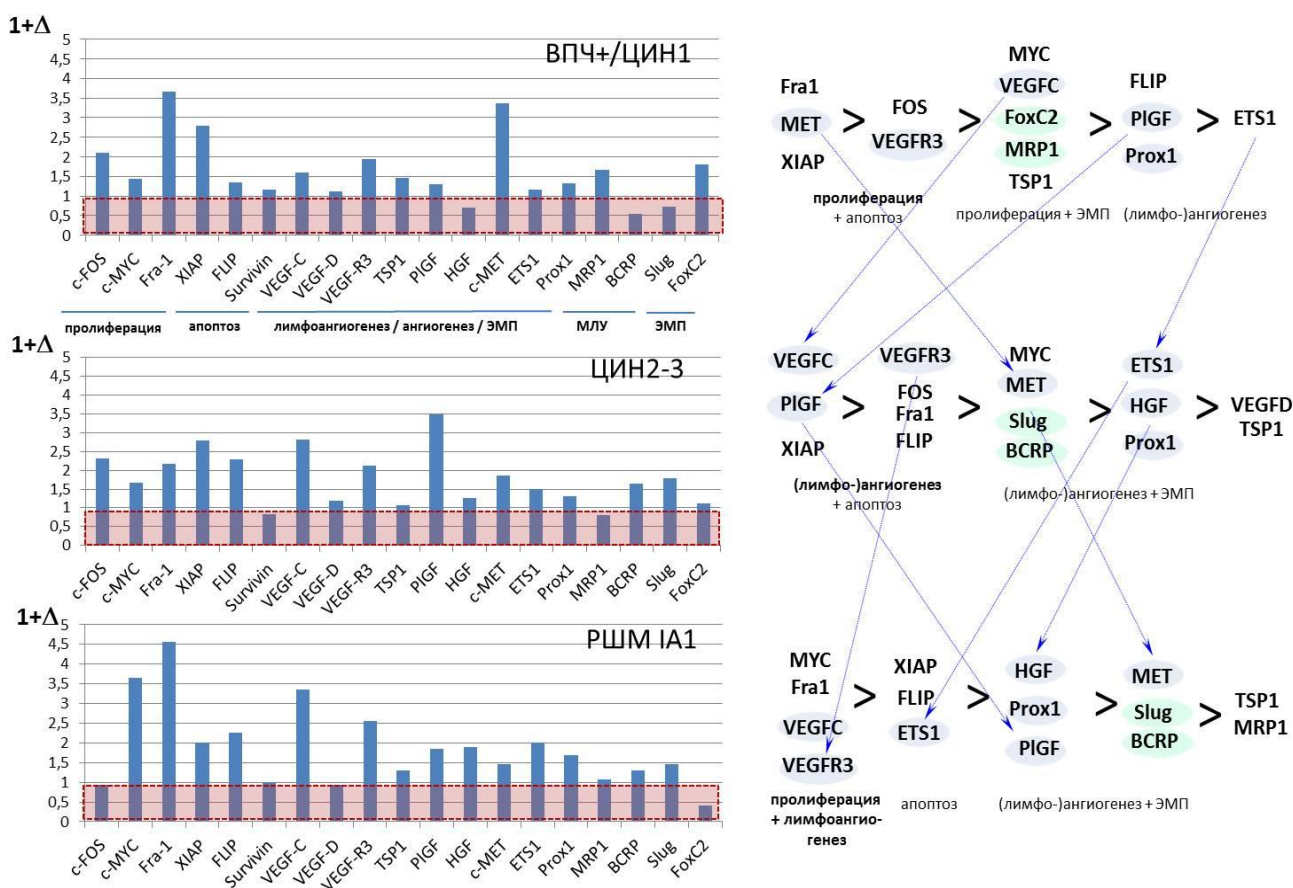 1+Δ
ВПЧ+/ЦИН1
5
4,5
4
3,5
3
2,5
2
1,5
1
0,5
0
c-FOS
c-MYC
Fra-1
XIAP
FLIP
Survivin
VEGF-C
VEGF-D
VEGF-R3
TSP1
PlGF
HGF
c-MET
ETS1
Prox1
MRP1
BCRP
Slug
FoxC2
пролиферация
апоптоз
лимфоангиогенез / ангиогенез / ЭМП
МЛУ
ЭМП
Fra1
MET
XIAP
>
FOS
VEGFR3
>
MYC
VEGFC
FoxC2
MRP1
TSP1
>
FLIP
PlGF
Prox1
>
ETS1
пролиферация
+ апоптоз
пролиферация + ЭМП
(лимфо-)ангиогенез
1+Δ
ЦИН2-3
5
4,5
4
3,5
3
2,5
2
1,5
1
0,5
0
c-FOS
c-MYC
Fra-1
XIAP
FLIP
Survivin
VEGF-C
VEGF-D
VEGF-R3
TSP1
PlGF
HGF
c-MET
ETS1
Prox1
MRP1
BCRP
Slug
FoxC2
VEGFC
PlGF
XIAP
>
VEGFR3
FOS
Fra1
FLIP
>
MYC
MET
Slug
BCRP
>
ETS1
HGF
Prox1
>
VEGFD
TSP1
(лимфо-)ангиогенез
+ апоптоз
(лимфо-)ангиогенез + ЭМП
1+Δ
РШМ IA1
5
4,5
4
3,5
3
2,5
2
1,5
1
0,5
0
c-FOS
c-MYC
Fra-1
XIAP
FLIP
Survivin
VEGF-C
VEGF-D
VEGF-R3
TSP1
PlGF
HGF
c-MET
ETS1
Prox1
MRP1
BCRP
Slug
FoxC2
MYC
Fra1
VEGFC
VEGFR3
>
XIAP
FLIP
ETS1
>
HGF
Prox1
PlGF
>
MET
Slug
BCRP
>
TSP1
MRP1
пролиферация
+ лимфоангио-
генез
апоптоз
(лимфо-)ангиогенез + ЭМП